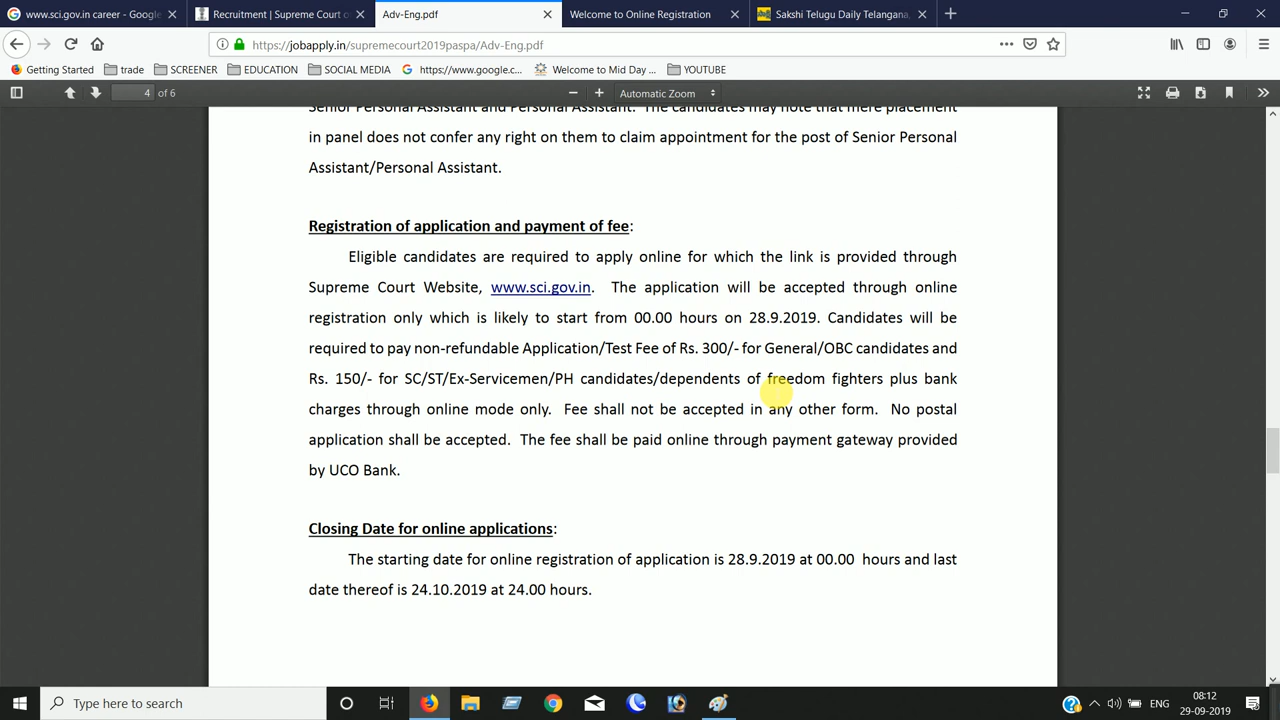 www.sci.gov.in career - Google
Recruitment | Supreme Court o
Adv-Eng.pdf
Welcome to Online Registration
Sakshi Telugu Daily Telangana,
https://jobapply.in/supremecourt2019paspa/Adv-Eng.pdf
Getting Started
trade
SCREENER
EDUCATION
SOCIAL MEDIA
https://www.google.c...
Welcome to Mid Day ...
YOUTUBE
4 of 6
Automatic Zoom
Senior Personal Assistant and Personal Assistant. The candidates may note that mere placement
in panel does not confer any right on them to claim appointment for the post of Senior Personal
Assistant/Personal Assistant.
Registration of application and payment of fee:
Eligible candidates are required to apply online for which the link is provided through
Supreme Court Website, www.sci.gov.in. The application will be accepted through online
registration only which is likely to start from 00.00 hours on 28.9.2019. Candidates will be
required to pay non-refundable Application/Test Fee of Rs. 300/- for General/OBC candidates and
Rs. 150/- for SC/ST/Ex-Servicemen/PH candidates/dependents of freedom fighters plus bank
charges through online mode only. Fee shall not be accepted in any other form. No postal
application shall be accepted. The fee shall be paid online through payment gateway provided
by UCO Bank.
Closing Date for online applications:
The starting date for online registration of application is 28.9.2019 at 00.00 hours and last
date thereof is 24.10.2019 at 24.00 hours.
Type here to search
ENG
08:12
29-09-2019